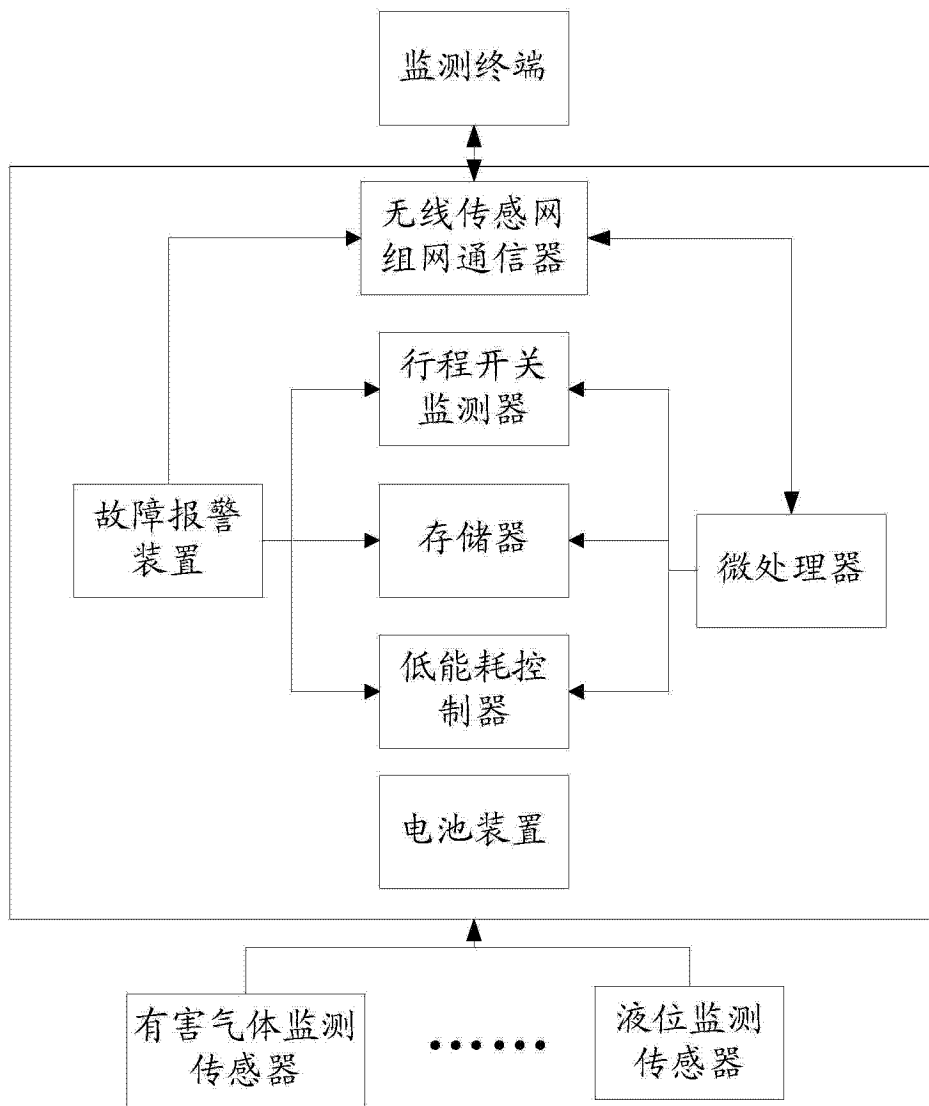 监测终端
无线传感网
组网通信器
行程开关
监测器
故障报警
装置
存储器
微处理器
低能耗控
制器
电池装置
有害气体监测
传感器
······
液位监测
传感器